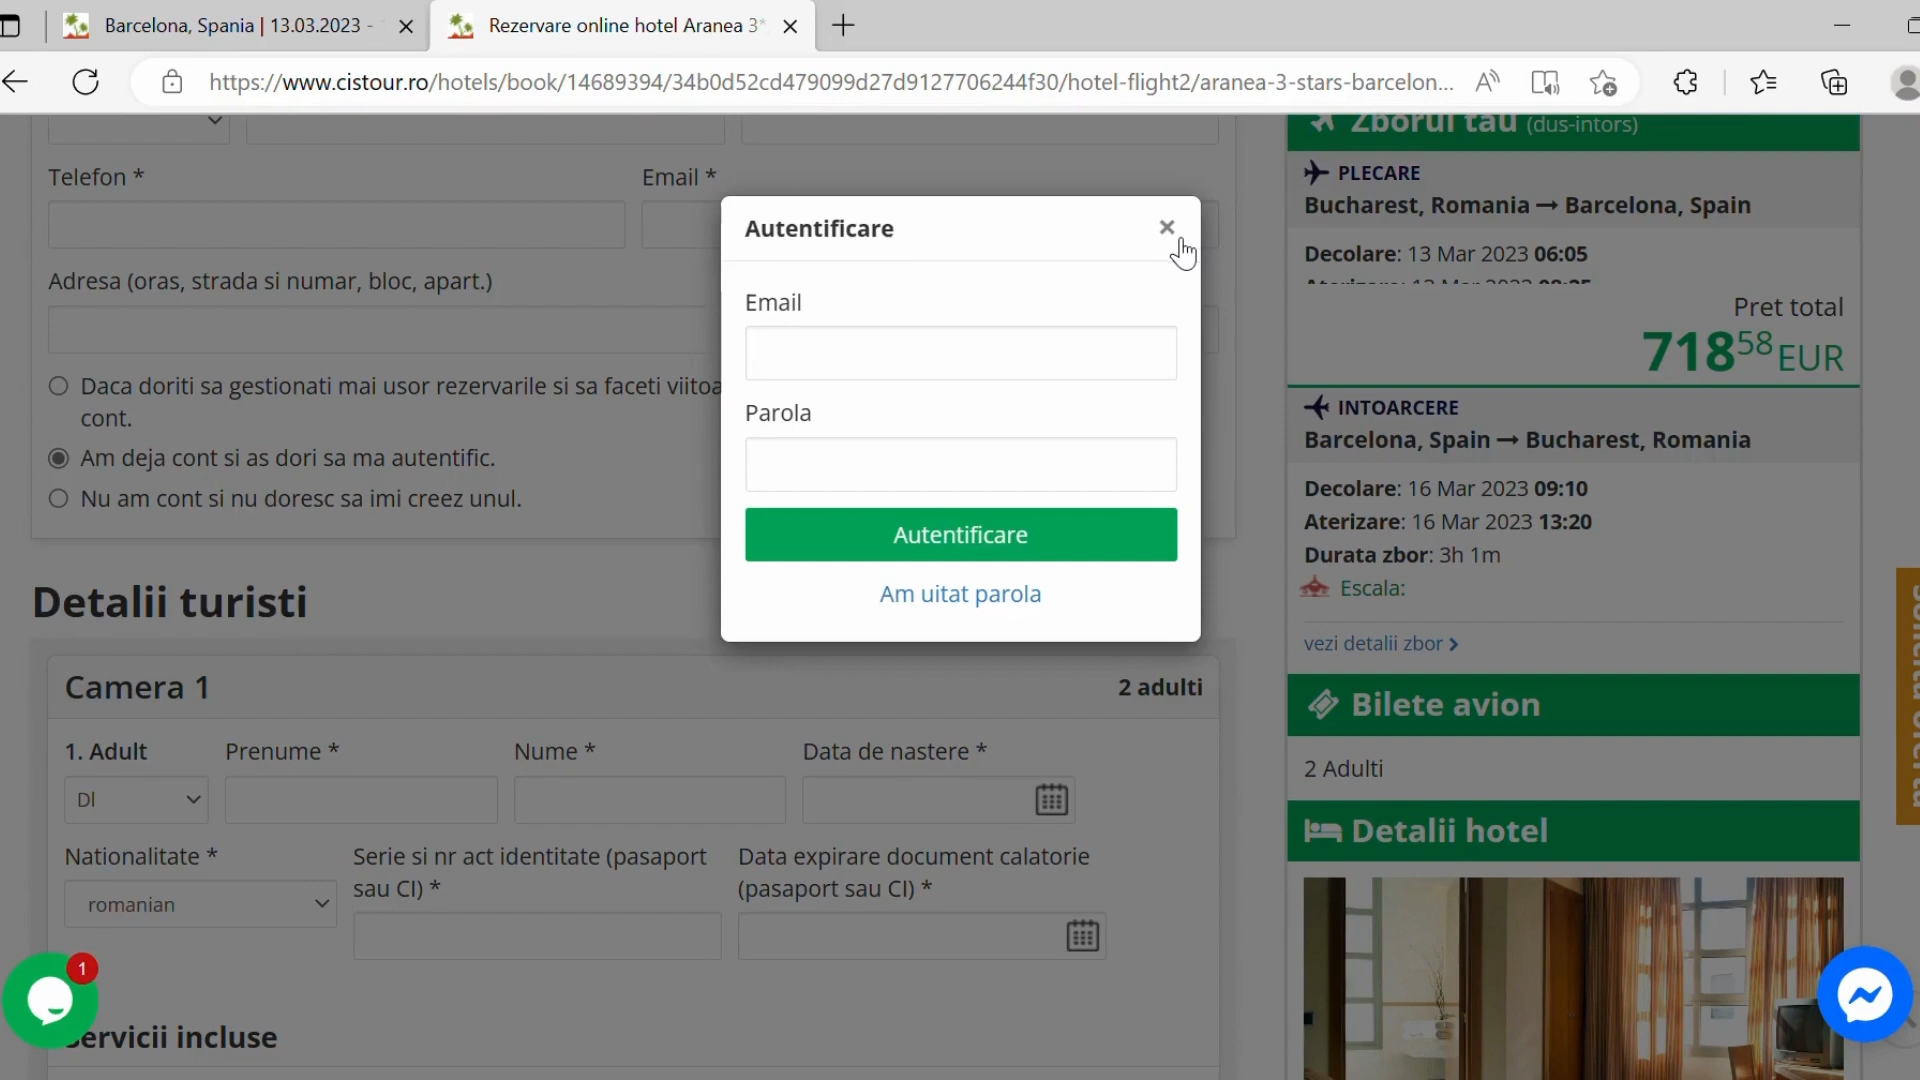 Barcelona, Spania | 13.03.2023 -
Rezervare online hotel Aranea 3*
https://www.cistour.ro/hotels/book/14689394/34b0d52cd479099d27d9127706244f30/hotel-flight2/aranea-3-stars-barcelon...
Telefon *
Email *
Adresa (oras, strada si numar, bloc, apart.)
Daca doriti sa gestionati mai usor rezervarile si sa faceti viitoa
cont.
Am deja cont si as dori sa ma autentific.
Nu am cont si nu doresc sa imi creez unul.
Autentificare
×
Email
Parola
Autentificare
Am uitat parola
Detalii turisti
Camera 1
2 adulti
1. Adult
Prenume *
Nume *
Data de nastere *
Dl
Nationalitate *
Serie si nr act identitate (pasaport
sau CI) *
Data expirare document calatorie
(pasaport sau CI) *
romanian
1
Servicii incluse
Zborul tau (dus-intors)
PLECARE
Bucharest, Romania → Barcelona, Spain
Decolare: 13 Mar 2023 06:05
Pret total
718 58 EUR
INTOARCERE
Barcelona, Spain → Bucharest, Romania
Decolare: 16 Mar 2023 09:10
Aterizare: 16 Mar 2023 13:20
Durata zbor: 3h 1m
Escala:
vezi detalii zbor
Bilete avion
2 Adulti
Detalii hotel